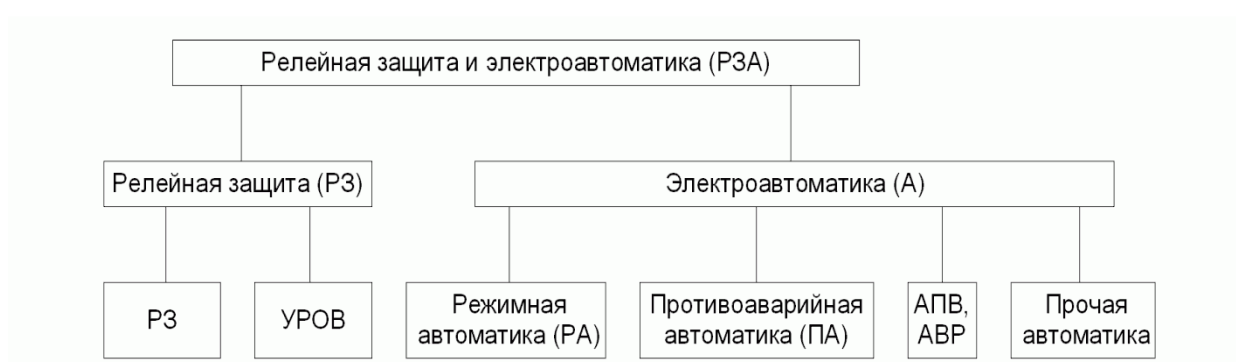 Релейная защита и электроавтоматика (РЗА)
Релейная защита (РЗ)
Электроавтоматика (А)
РЗ
УРОВ
Режимная
автоматика (РА)
Противоаварийная
автоматика (ПА)
АПВ,
АВР
Прочая
автоматика